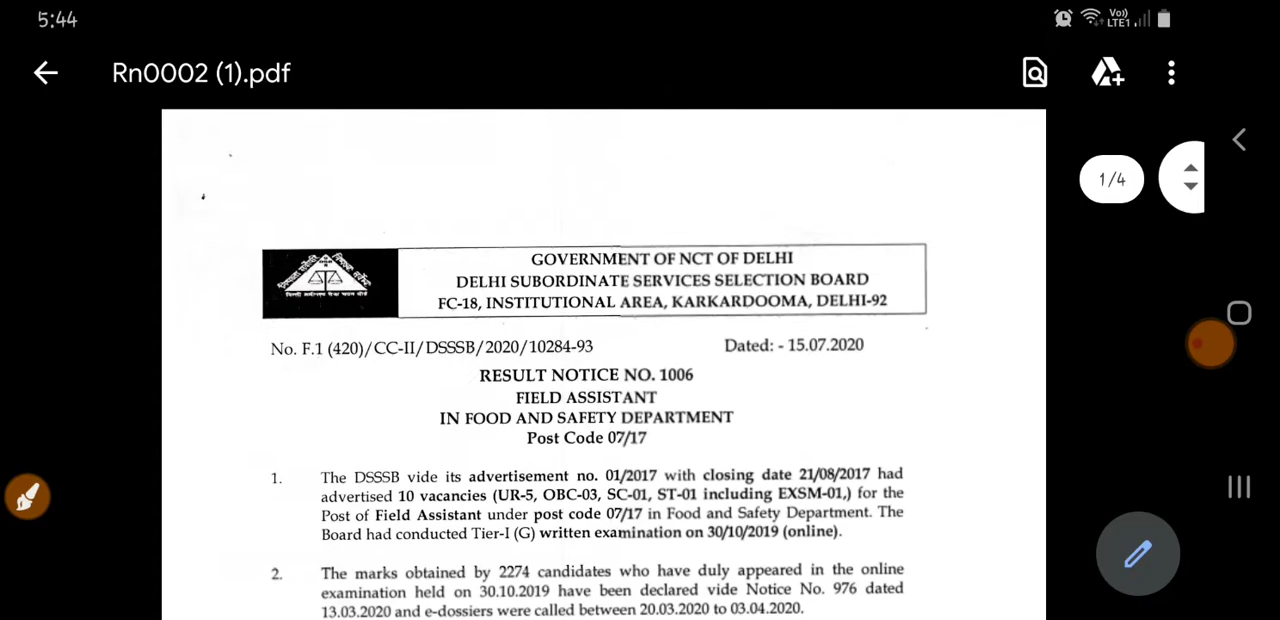 5:44
Vo))
LTE1
Rn0002 (1).pdf
1/4
GOVERNMENT OF NCT OF DELHI
DELHI SUBORDINATE SERVICES SELECTION BOARD
FC-18, INSTITUTIONAL AREA, KARKARDOOMA, DELHI-92
No. F.1 (420)/CC-II/DSSSB/2020/10284-93 Dated: - 15.07.2020
RESULT NOTICE NO. 1006
FIELD ASSISTANT
IN FOOD AND SAFETY DEPARTMENT
Post Code 07/17
1. The DSSSB vide its advertisement no. 01/2017 with closing date 21/08/2017 had
advertised 10 vacancies (UR-5, OBC-03, SC-01, ST-01 including EXSM-01,) for the
Post of Field Assistant under post code 07/17 in Food and Safety Department. The
Board had conducted Tier-I (G) written examination on 30/10/2019 (online).
2. The marks obtained by 2274 candidates who have duly appeared in the online
examination held on 30.10.2019 have been declared vide Notice No. 976 dated
13.03.2020 and e-dossiers were called between 20.03.2020 to 03.04.2020.